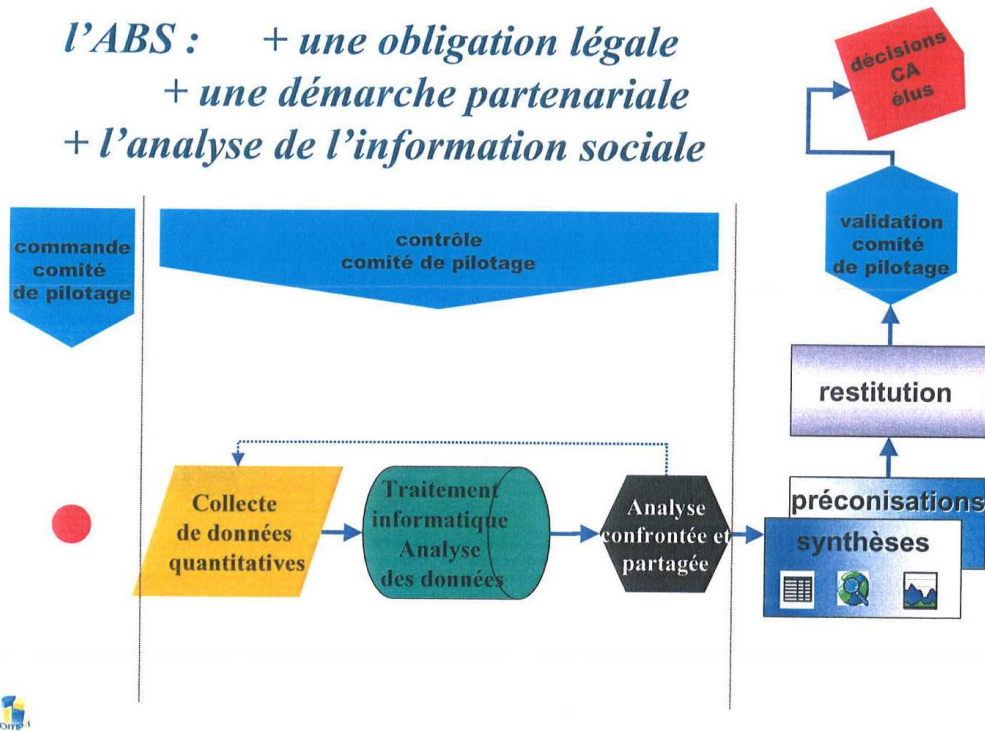 l'ABS : + une obligation légale
+ une démarche partenariale
+ l'analyse de l'information sociale
décisions
CA
élus
commande
comité
de pilotage
contrôle
comité de pilotage
validation
comité
de pilotage
restitution
préconisations
synthèses
Collecte
de données
quantitatives
Traitement
informatique
Analyse
des données
Analyse
confrontée et
partagée